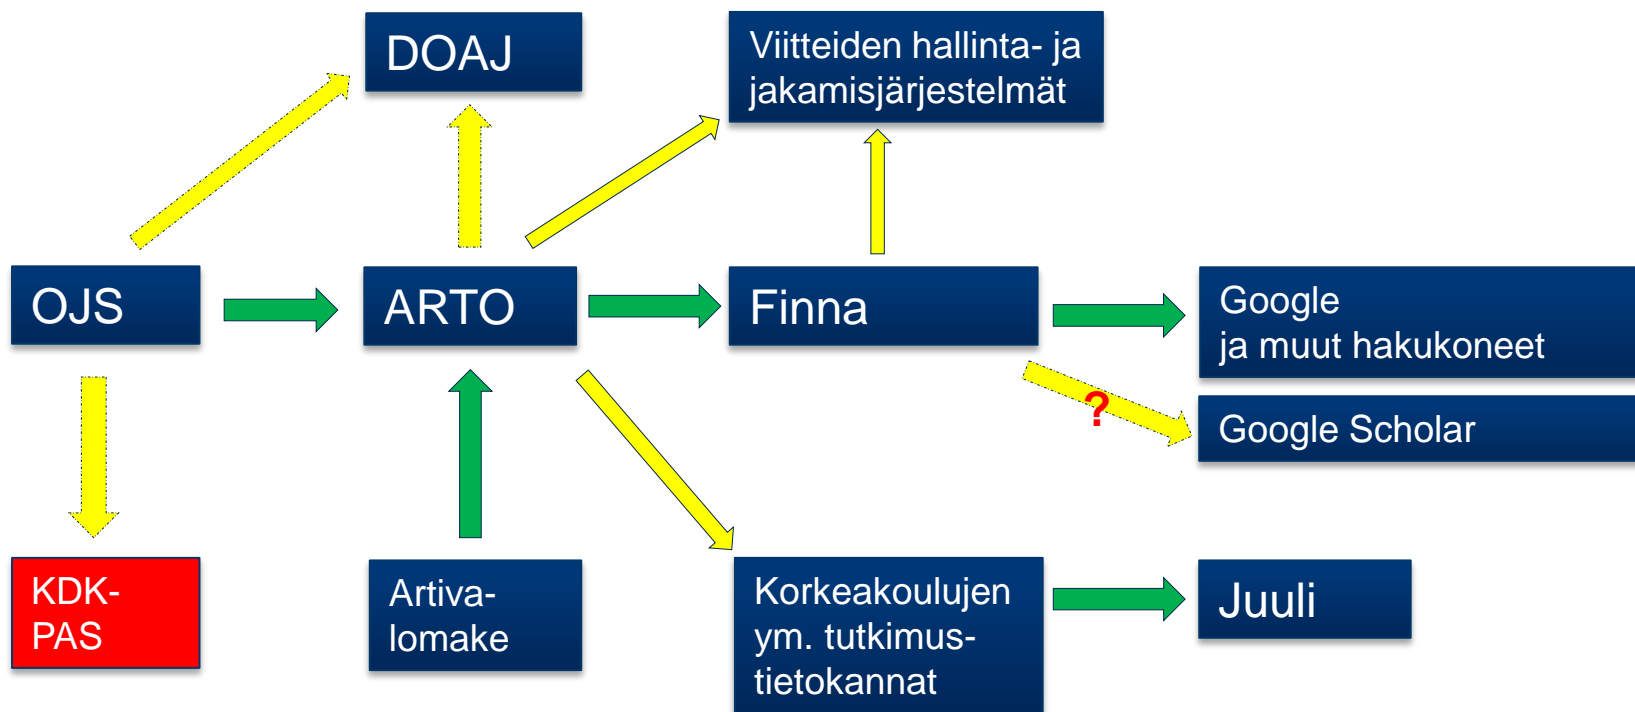 DOAJ
Viitteiden hallinta- ja
jakamisjärjestelmät
OJS
ARTO
Finna
Google
ja muut hakukoneet
?
Google Scholar
KDK-
PAS
Artiva-
lomake
Korkeakoulujen
ym. tutkimus-
tietokannat
Juuli